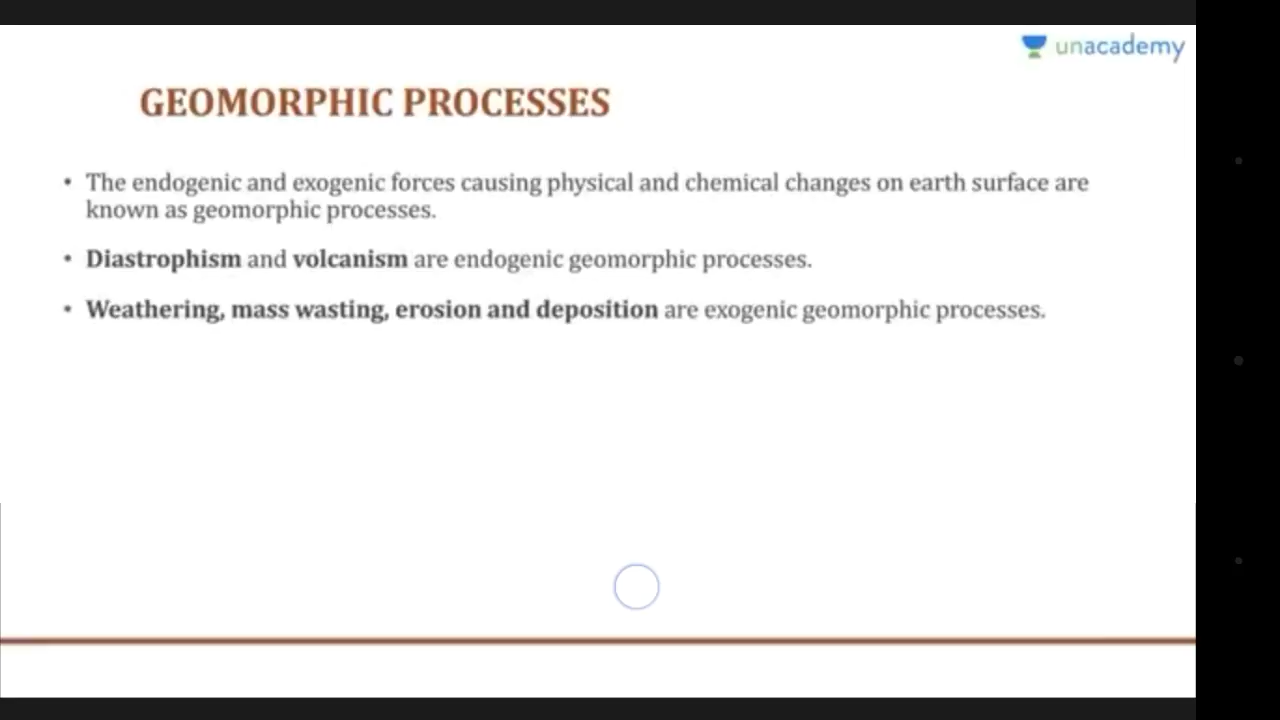 unacademy
GEOMORPHIC PROCESSES
• The endogenic and exogenic forces causing physical and chemical changes on earth surface are
known as geomorphic processes.
• Diastrophism and volcanism are endogenic geomorphic processes.
• Weathering, mass wasting, erosion and deposition are exogenic geomorphic processes.